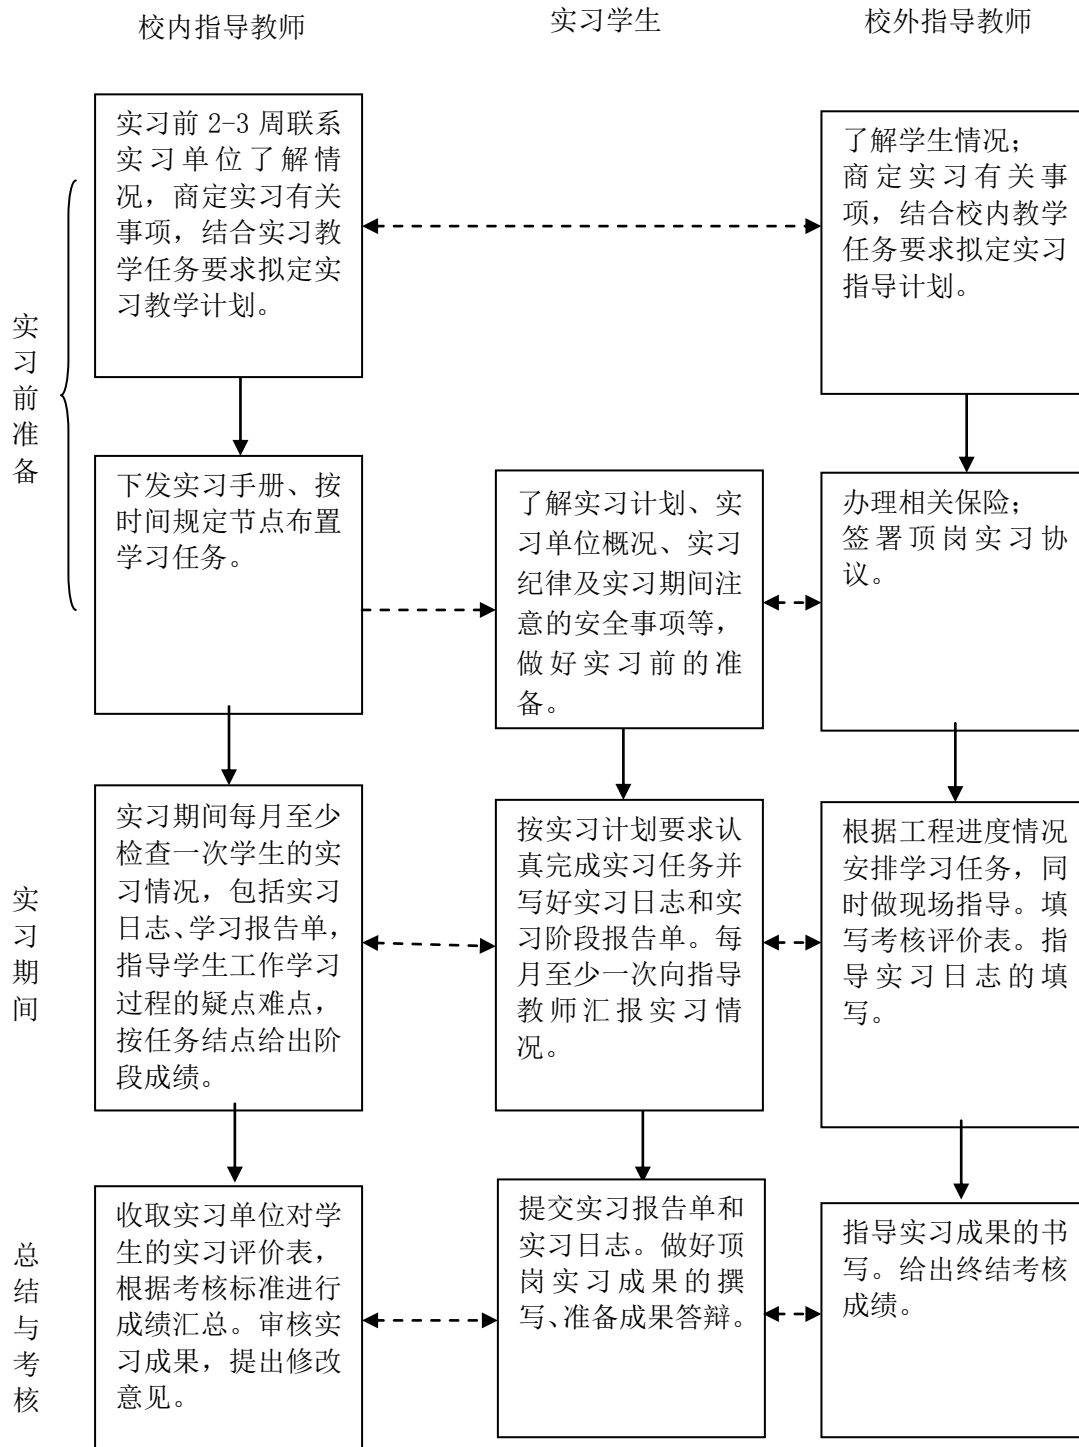 校内指导教师
实习学生
校外指导教师
实习前准备
实习前 2-3 周联系
实习单位了解情
况，商定实习有关
事项，结合实习教
学任务要求拟定实
习教学计划。
了解学生情况；
商定实习有关事
项，结合校内教学
任务要求拟定实习
指导计划。
下发实习手册、按
时间规定节点布置
学习任务。
了解实习计划、实
习单位概况、实习
纪律及实习期间注
意的安全事项等，
做好实习前的准
备。
办理相关保险；
签署顶岗实习协
议。
实习期间
实习期间每月至少
检查一次学生的实
习情况，包括实习
日志、学习报告单，
指导学生工作学习
过程的疑点难点，
按任务结点给出阶
段成绩。
按实习计划要求认
真完成实习任务并
写好实习日志和实
习阶段报告单。每
月至少一次向指导
教师汇报实习情
况。
根据工程进度情况
安排学习任务，同
时做现场指导。填
写考核评价表。指
导实习日志的填
写。
总结与考核
收取实习单位对学
生的实习评价表，
根据考核标准进行
成绩汇总。审核实
习成果，提出修改
意见。
提交实习报告单和
实习日志。做好顶
岗实习成果的撰
写、准备成果答辩。
指导实习成果的书
写。给出终结考核
成绩。